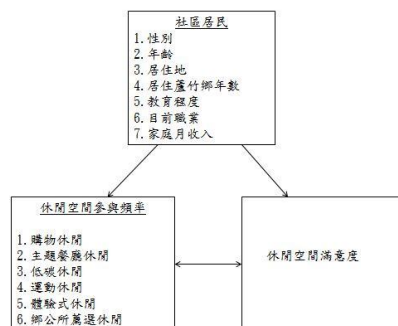 社區居民
1. 性別
2. 年齡
3. 居住地
4. 居住蘆竹鄉年數
5. 教育程度
6. 目前職業
7. 家庭月收入
休閒空間參與頻率
1. 購物休閒
2. 主題餐廳休閒
3. 低碳休閒
4. 運動休閒
5. 體驗式休閒
6. 鄉公所薦選休閒
休閒空間滿意度